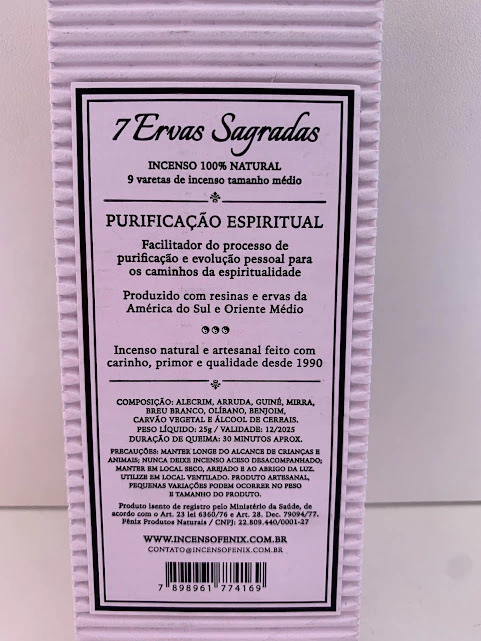 7 Ervas Sagradas
INCENSO 100% NATURAL
9 varetas de incenso tamanho médio
PURIFICAÇÃO ESPIRITUAL
Facilitador do processo de
purificação e evolução pessoal para
os caminhos da espiritualidade
Produzido com resinas e ervas da
América do Sul e Oriente Médio
Incenso natural e artesanal feito com
carinho, primor e qualidade desde 1990
COMPOSIÇÃO: ALECRIM, ARRUDA, GUINÉ, MIRRA,
BREU BRANCO, OLÍBANO, BENJOIM,
CARVÃO VEGETAL E ÁLCOOL DE CEREAIS.
PESO LÍQUIDO: 25g / VALIDADE: 12/2025
DURAÇÃO DE QUEIMA: 30 MINUTOS APROX.
PRECAUÇÕES: MANTER LONGE DO ALCANCE DE CRIANÇAS E
ANIMAIS; NUNCA DEIXE INCENSO ACESO DESACOMPANHADO;
MANTER EM LOCAL SECO, AREJADO E AO ABRIGO DA LUZ.
UTILIZE EM LOCAL VENTILADO. PRODUTO ARTESANAL,
PEQUENAS VARIAÇÕES PODEM OCORRER NO PESO
E TAMANHO DO PRODUTO.
Produto isento de registro pelo Ministério da Saúde, de
acordo com o Art. 23 lei 6360/76 e Art. 28. Dec. 79094/77.
Fênix Produtos Naturais / CNPJ: 22.809.440/0001-27
WWW.INCENSOFENIX.COM.BR
CONTATO@INCENSOFENIX.COM.BR
7 898961 774169